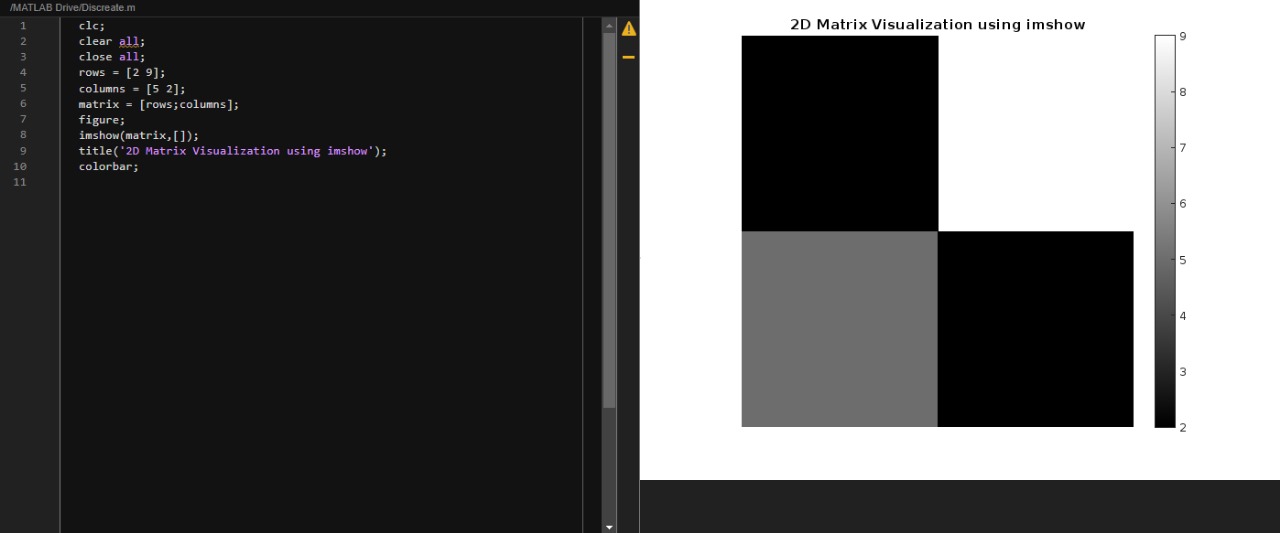 /MATLAB Drive/Discreate.m
1 clc;
2 clear all;
3 close all;
4 rows = [2 9];
5 columns = [5 2];
6 matrix = [rows;columns];
7 figure;
8 imshow(matrix,[]);
9 title('2D Matrix Visualization using imshow');
10 colorbar;
11
2D Matrix Visualization using imshow
9
8
7
6
5
4
3
2